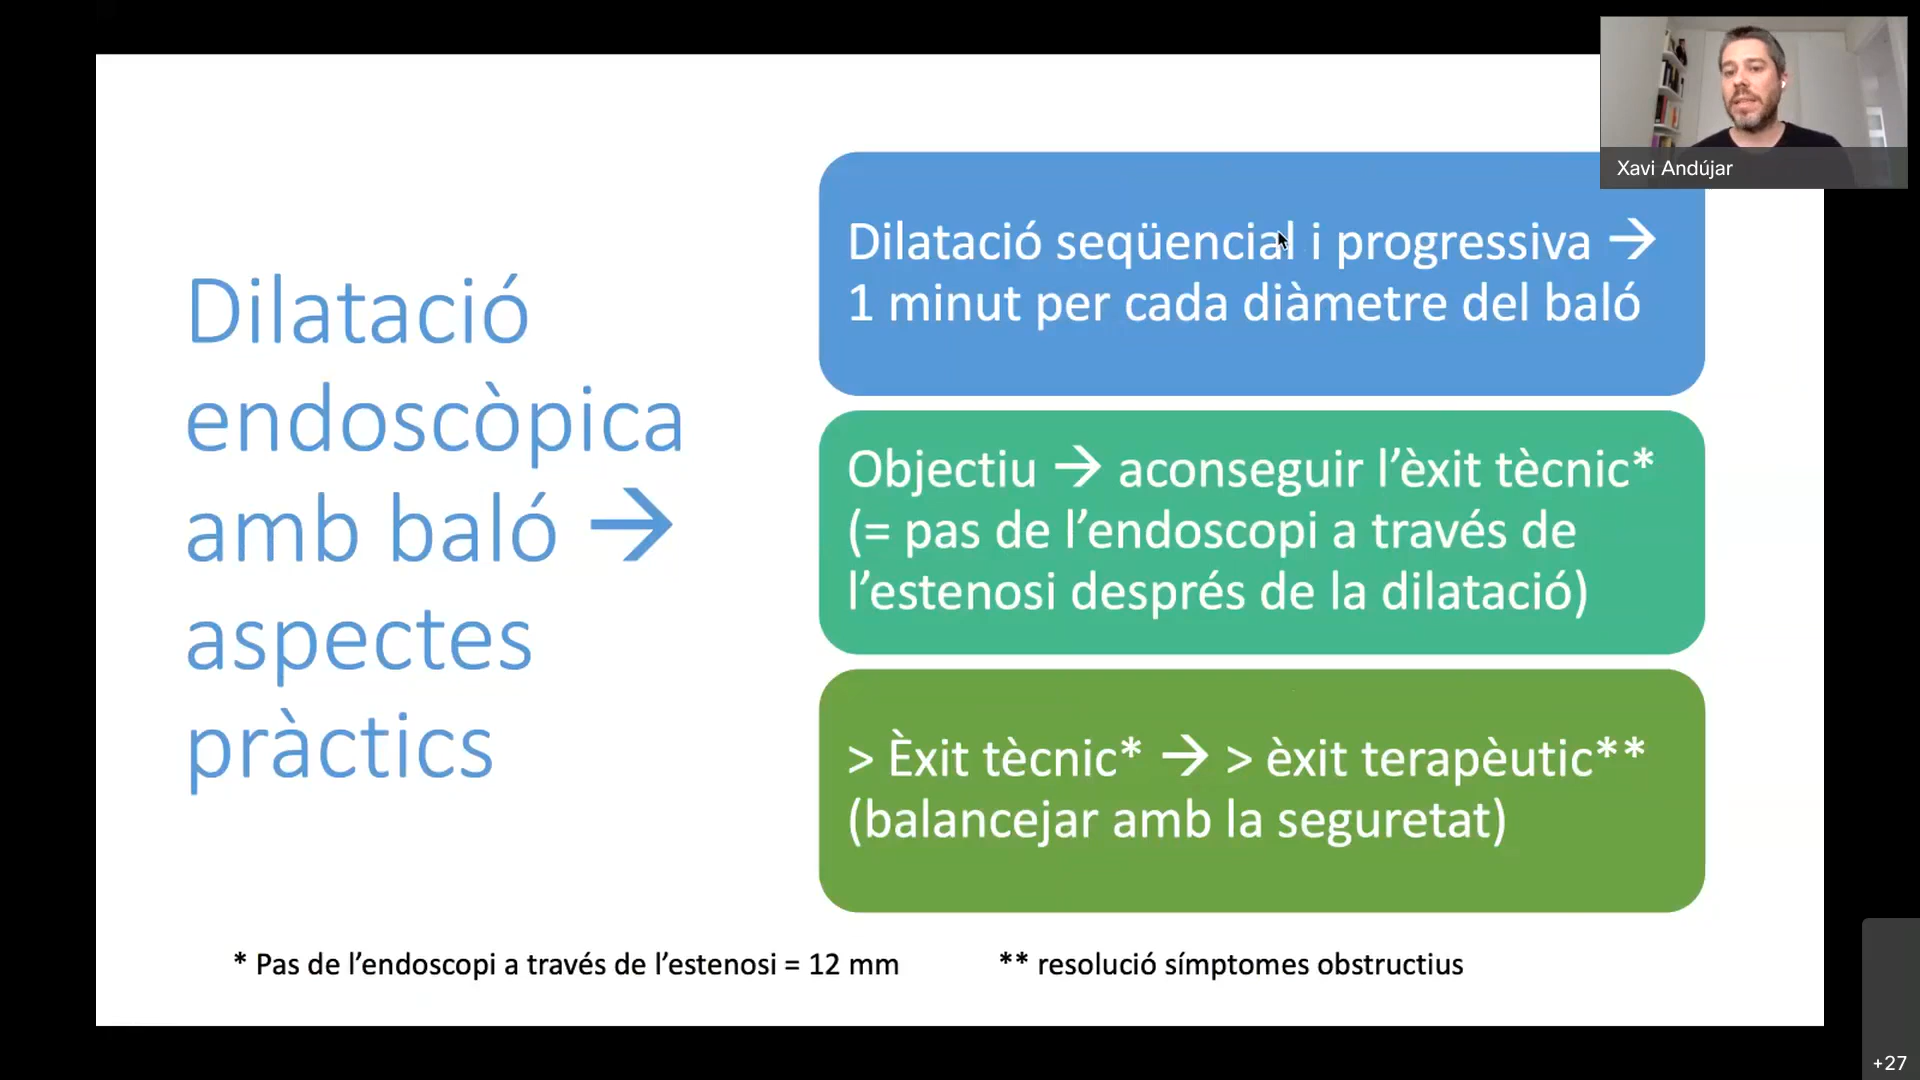 Xavi Andújar
Dilatació
endoscòpica
amb baló →
aspectes
pràctics
Dilatació seqüencial i progressiva →
1 minut per cada diàmetre del baló
Objectiu → aconseguir l’èxit tècnic*
(= pas de l’endoscopi a través de
l’estenosi després de la dilatació)
> Èxit tècnic* → > èxit terapèutic**
(balancejar amb la seguretat)
* Pas de l’endoscopi a través de l’estenosi = 12 mm
** resolució símptomes obstructius
+27